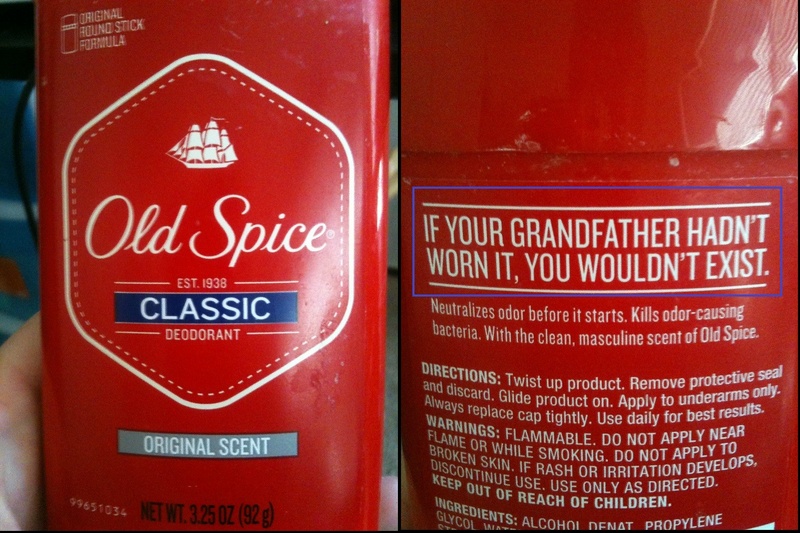 ORIGINAL
ROUND STICK
FORMULA
Old Spice®
EST. 1938
CLASSIC
DEODORANT
ORIGINAL SCENT
99651034
NET WT. 3.25 OZ (92 g)
IF YOUR GRANDFATHER HADN'T
WORN IT, YOU WOULDN'T EXIST.
Neutralizes odor before it starts. Kills odor-causing
bacteria. With the clean, masculine scent of Old Spice.
DIRECTIONS: Twist up product. Remove protective seal
and discard. Glide product on. Apply to underarms only.
Always replace cap tightly. Use daily for best results.
WARNINGS: FLAMMABLE. DO NOT APPLY NEAR
FLAME OR WHILE SMOKING. DO NOT APPLY TO
BROKEN SKIN. IF RASH OR IRRITATION DEVELOPS,
DISCONTINUE USE. USE ONLY AS DIRECTED.
KEEP OUT OF REACH OF CHILDREN.
INGREDIENTS: ALCOHOL DENAT., PROPYLENE
GLYCOL, WATER